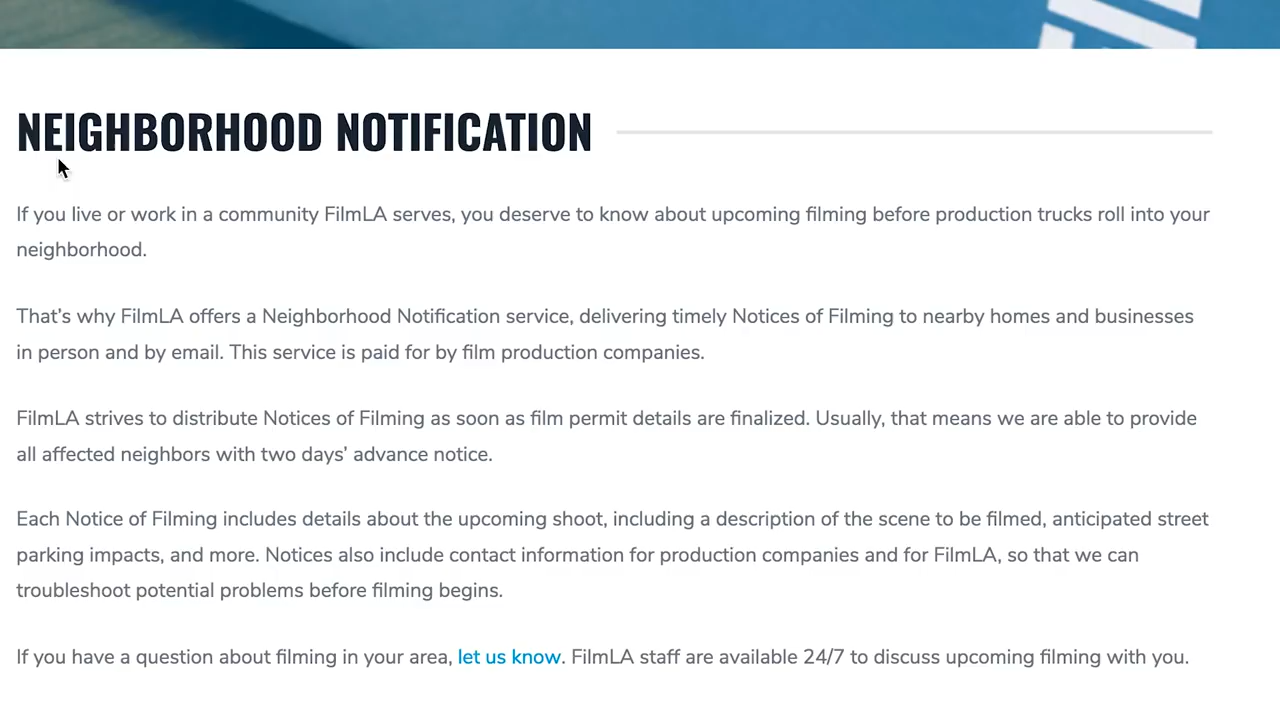 NEIGHBORHOOD NOTIFICATION
If you live or work in a community FilmLA serves, you deserve to know about upcoming filming before production trucks roll into your
neighborhood.
That’s why FilmLA offers a Neighborhood Notification service, delivering timely Notices of Filming to nearby homes and businesses
in person and by email. This service is paid for by film production companies.
FilmLA strives to distribute Notices of Filming as soon as film permit details are finalized. Usually, that means we are able to provide
all affected neighbors with two days’ advance notice.
Each Notice of Filming includes details about the upcoming shoot, including a description of the scene to be filmed, anticipated street
parking impacts, and more. Notices also include contact information for production companies and for FilmLA, so that we can
troubleshoot potential problems before filming begins.
If you have a question about filming in your area, let us know. FilmLA staff are available 24/7 to discuss upcoming filming with you.